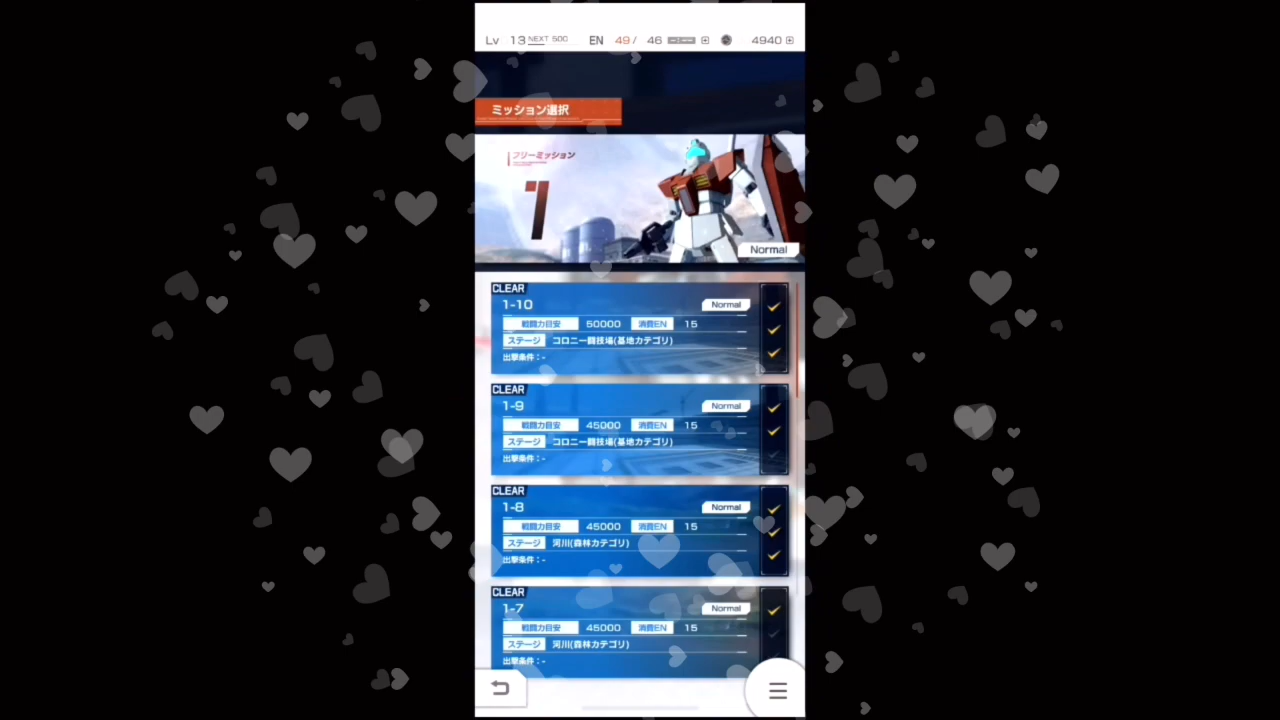 Lv 13 NEXT 500 EN 49/ 46 --:-- 4940
ミッション選択
フリーミッション
1
Normal
CLEAR
1-10 Normal
戦闘力目安 50000 消費EN 15
ステージ コロニー闘技場(基地カテゴリ)
出撃条件：-
CLEAR
1-9 Normal
戦闘力目安 45000 消費EN 15
ステージ コロニー闘技場(基地カテゴリ)
出撃条件：-
CLEAR
1-8 Normal
戦闘力目安 45000 消費EN 15
ステージ 河川(森林カテゴリ)
出撃条件：-
CLEAR
1-7 Normal
戦闘力目安 45000 消費EN 15
ステージ 河川(森林カテゴリ)
出撃条件：-